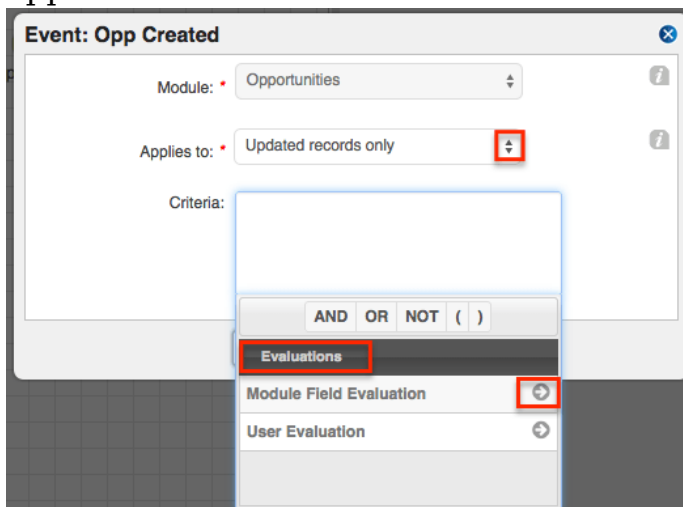 Event: Opp Created
Module: * Opportunities
Applies to: * Updated records only
Criteria:
AND OR NOT ( )
Evaluations
Module Field Evaluation
User Evaluation